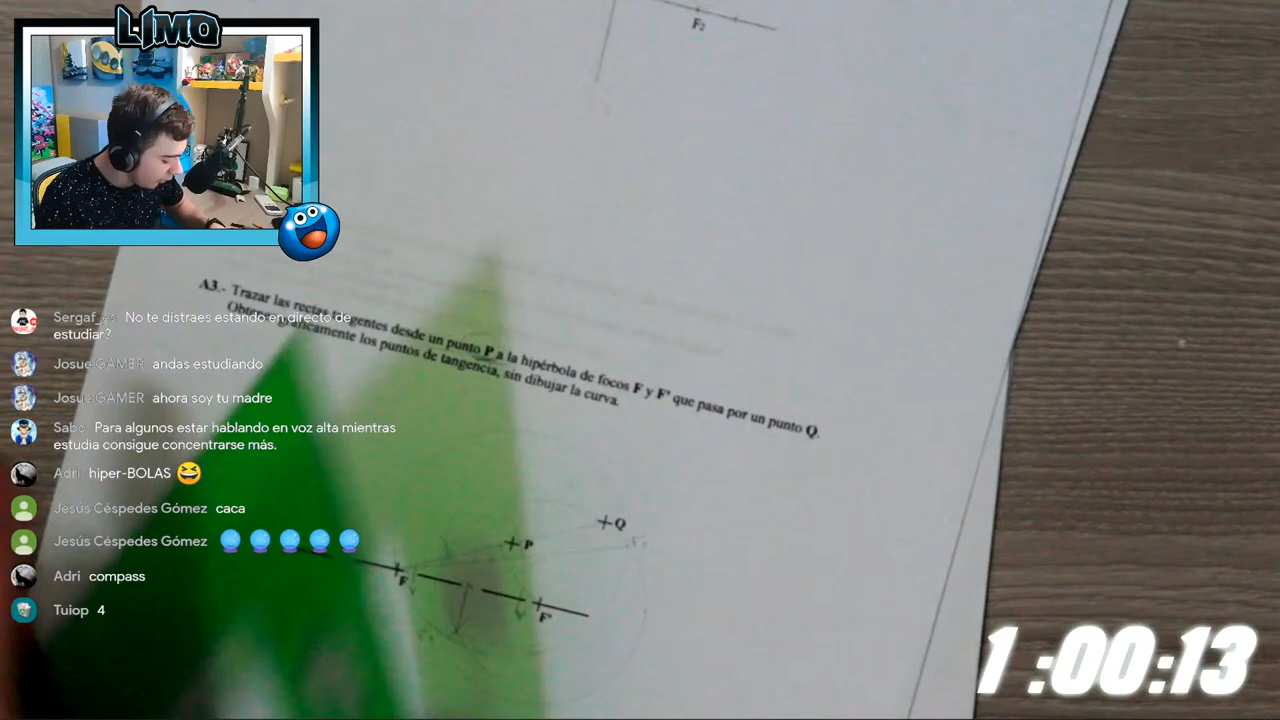 LIMO
F₂
A3.- Trazar las rectas tangentes desde un punto P a la hipérbola de focos F y F' que pasa por un punto Q.
Obtener gráficamente los puntos de tangencia, sin dibujar la curva.
Sergaf_es No te distraes estando en directo de
estudiar?
Josue GAMER andas estudiando
Josue GAMER ahora soy tu madre
Sabo Para algunos estar hablando en voz alta mientras
estudia consigue concentrarse más.
Adri hiper-BOLAS 😆
Jesús Céspedes Gómez caca
Jesús Céspedes Gómez 🔮 🔮 🔮 🔮 🔮
Adri compass
Tuiop 4
Q
P
F
F'
1:00:13